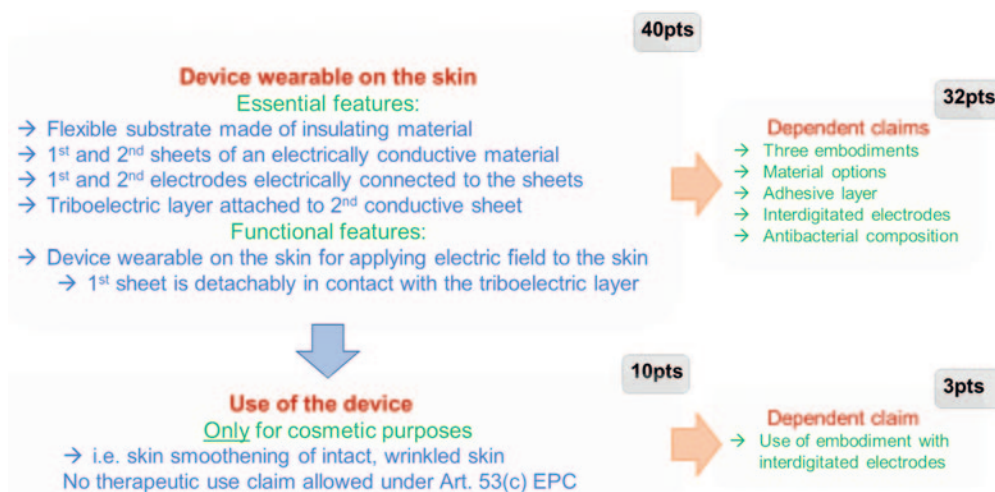 40pts
Device wearable on the skin
Essential features:
→ Flexible substrate made of insulating material
→ 1st and 2nd sheets of an electrically conductive material
→ 1st and 2nd electrodes electrically connected to the sheets
→ Triboelectric layer attached to 2nd conductive sheet
Functional features:
→ Device wearable on the skin for applying electric field to the skin
→ 1st sheet is detachably in contact with the triboelectric layer
32pts
Dependent claims
→ Three embodiments
→ Material options
→ Adhesive layer
→ Interdigitated electrodes
→ Antibacterial composition
10pts
Use of the device
Only for cosmetic purposes
→ i.e. skin smoothening of intact, wrinkled skin
No therapeutic use claim allowed under Art. 53(c) EPC
3pts
Dependent claim
→ Use of embodiment with
interdigitated electrodes